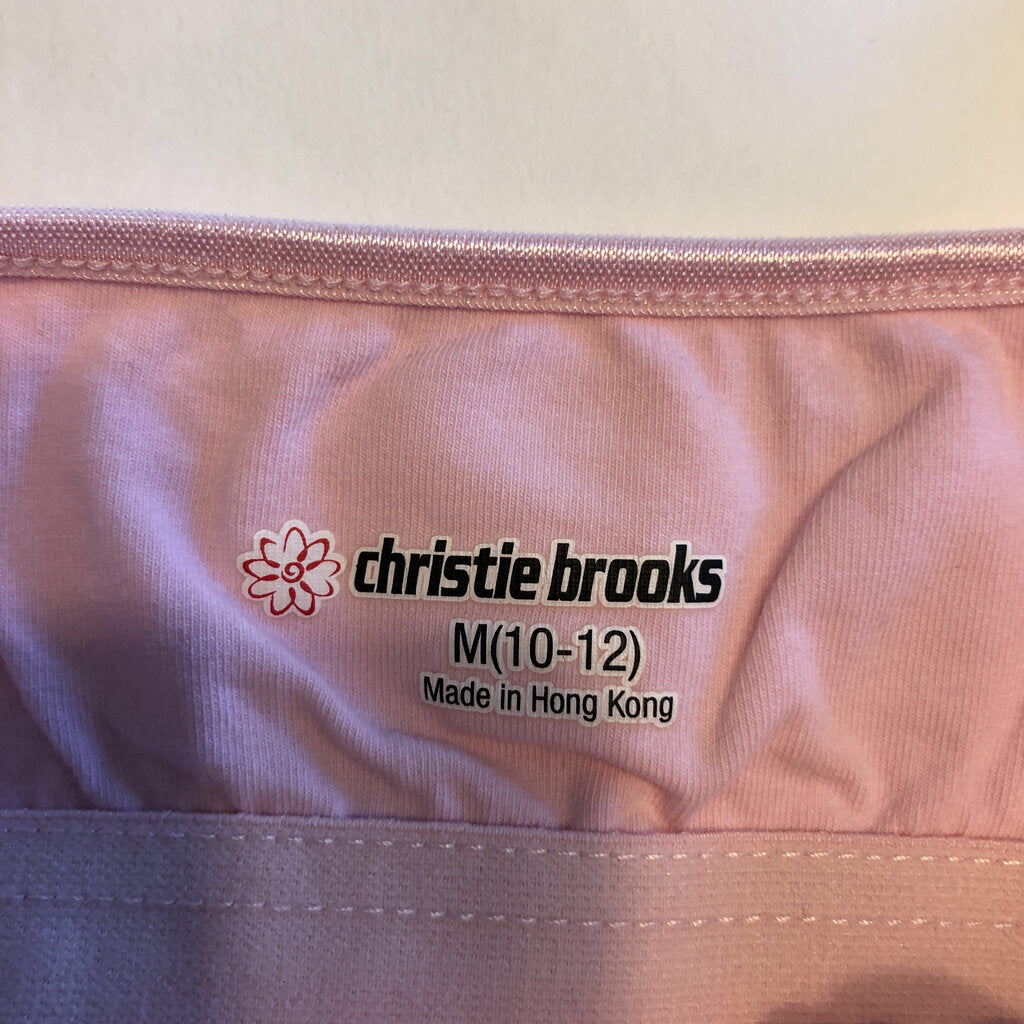 christie brooks
M(10-12)
Made in Hong Kong